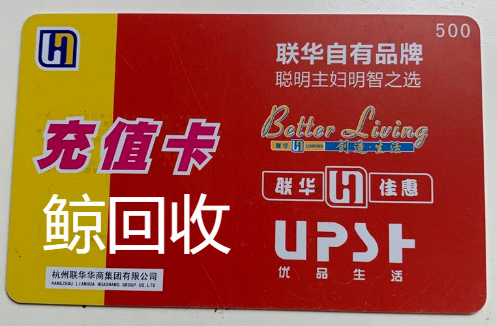 500
联华自有品牌
聪明主妇明智之选
充值卡
Better Living
联华 LIANHUA 创造·生活
联华 佳惠
鲸回收
UPSH
优品生活
杭州联华华商集团有限公司
HANGZHOU LIANHUA HUASHANG GROUP CO.,LTD